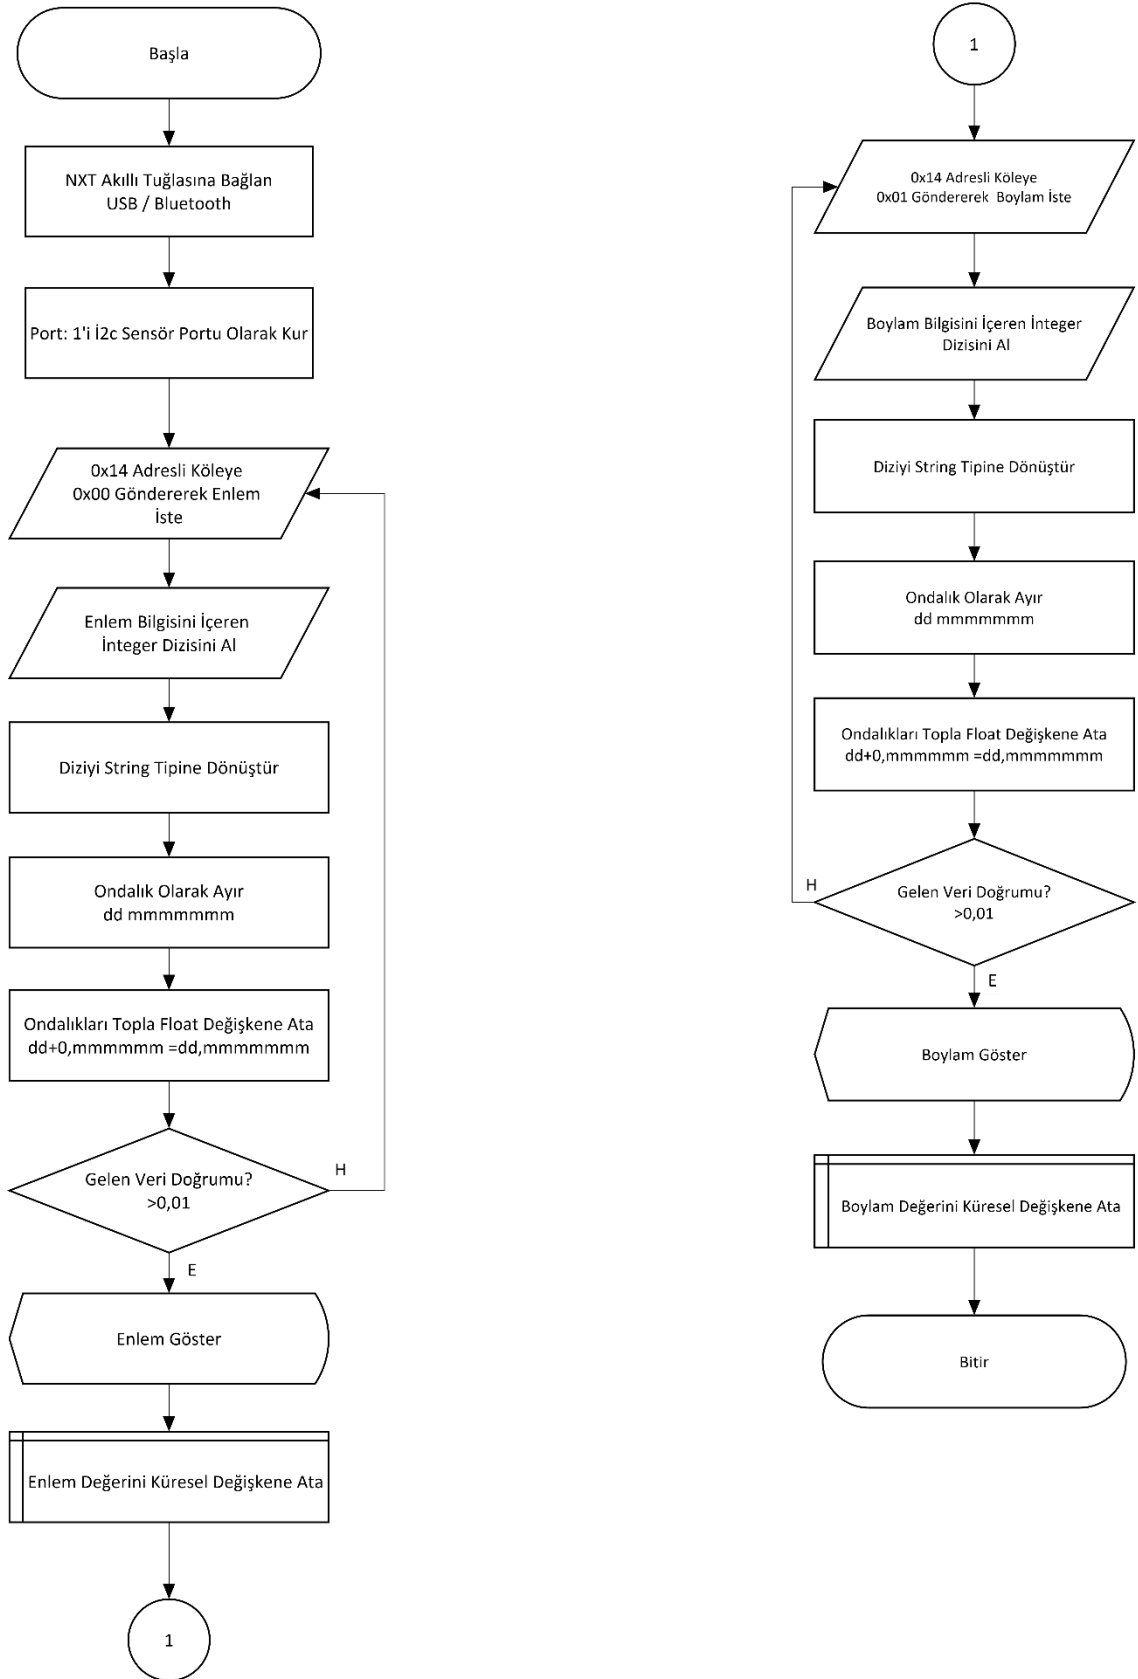 Başla
NXT Akıllı Tuğlasına Bağlan
USB / Bluetooth
Port: 1'i İ2c Sensör Portu Olarak Kur
0x14 Adresli Köleye
0x00 Göndererek Enlem
İste
Enlem Bilgisini İçeren
İnteger Dizisini Al
Diziyi String Tipine Dönüştür
Ondalık Olarak Ayır
dd mmmmmmm
Ondalıkları Topla Float Değişkene Ata
dd+0,mmmmmm =dd,mmmmmmm
Gelen Veri Doğrumu?
>0,01
H
E
Enlem Göster
Enlem Değerini Küresel Değişkene Ata
1
1
0x14 Adresli Köleye
0x01 Göndererek  Boylam İste
Boylam Bilgisini İçeren İnteger
Dizisini Al
Diziyi String Tipine Dönüştür
Ondalık Olarak Ayır
dd mmmmmmm
Ondalıkları Topla Float Değişkene Ata
dd+0,mmmmmm =dd,mmmmmmm
H
Gelen Veri Doğrumu?
>0,01
E
Boylam Göster
Boylam Değerini Küresel Değişkene Ata
Bitir